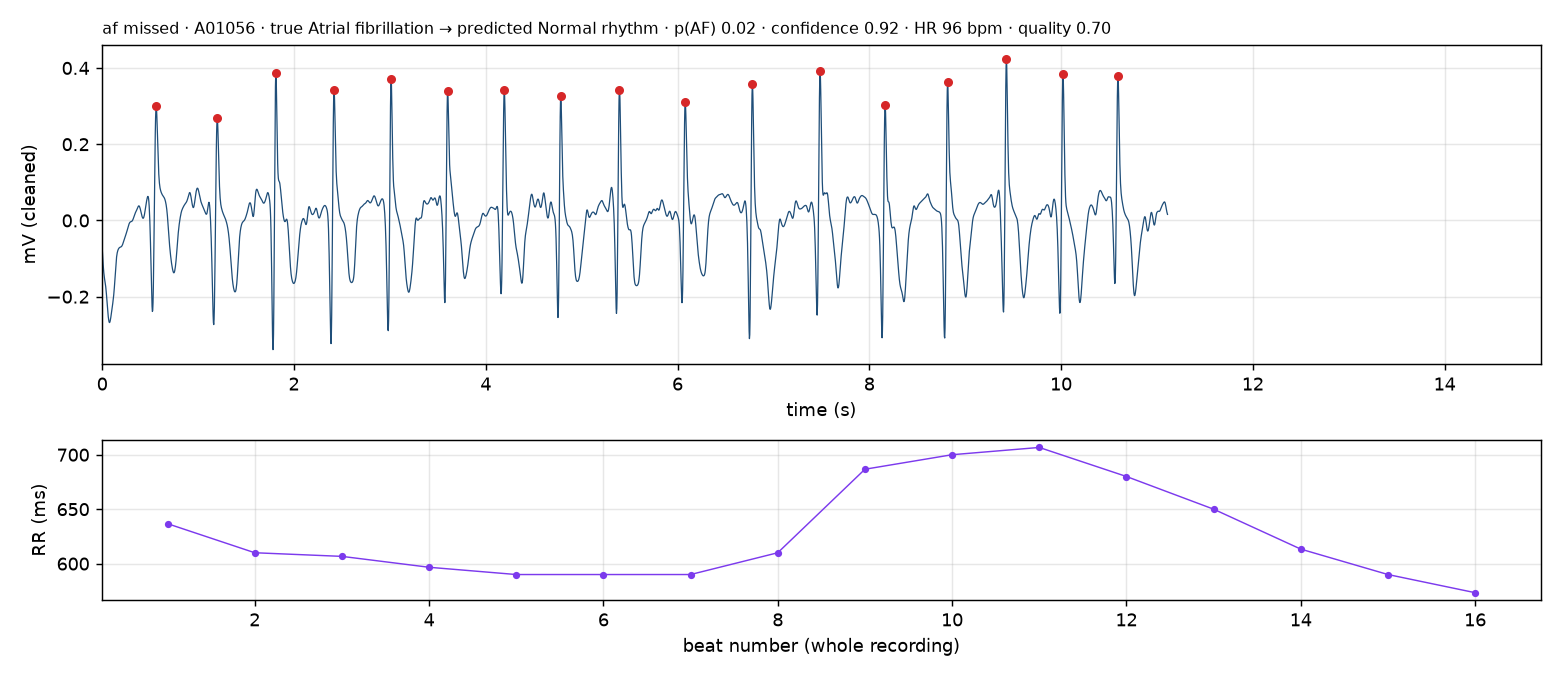 af missed · A01056 · true Atrial fibrillation → predicted Normal rhythm · p(AF) 0.02 · confidence 0.92 · HR 96 bpm · quality 0.70
mV (cleaned)
0.4
0.2
0.0
−0.2
0 2 4 6 8 10 12 14
time (s)
RR (ms)
700
650
600
2 4 6 8 10 12 14 16
beat number (whole recording)